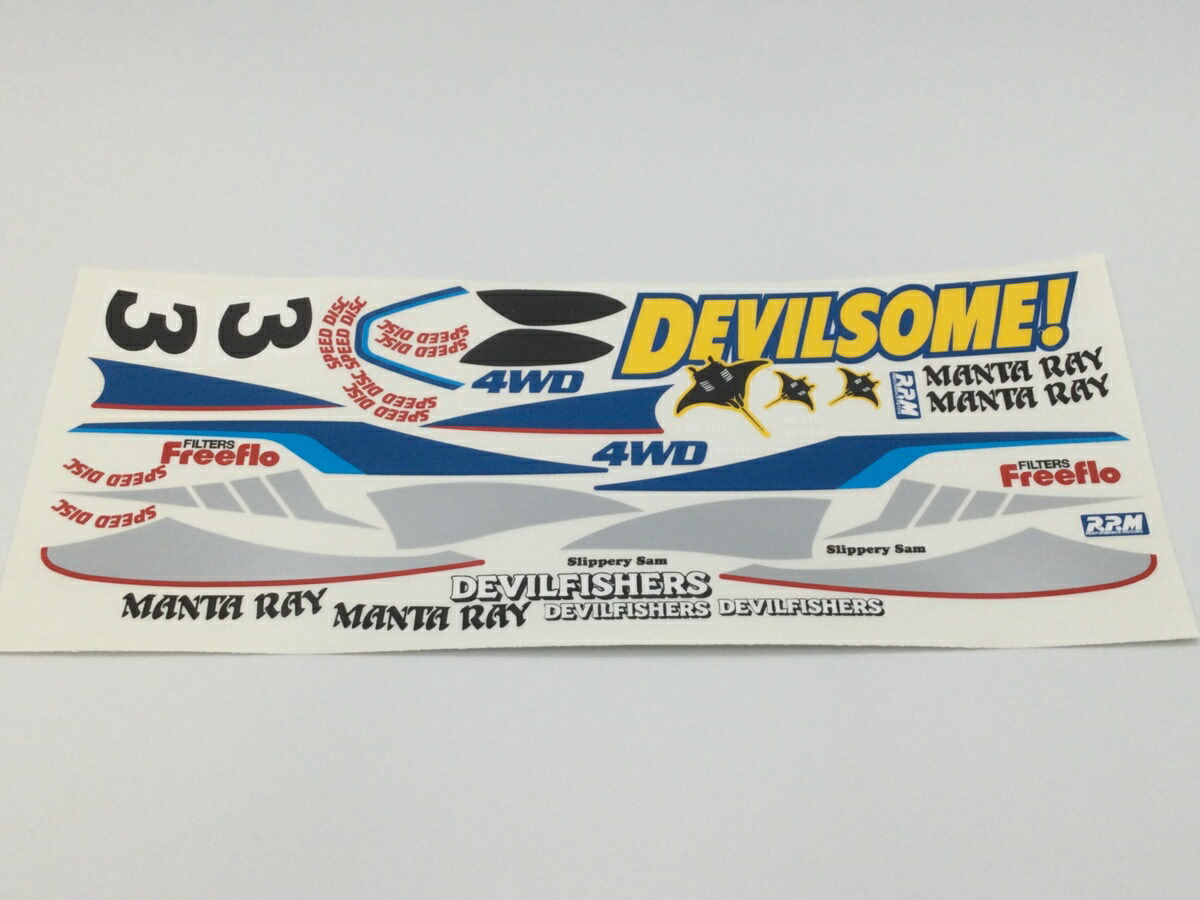 3
3
SPEED DISC
SPEED DISC
SPEED DISC
SPEED DISC
SPEED DISC
SPEED DISC
4WD
DEVILSOME!
RPM
MANTA RAY
MANTA RAY
FILTERS
Freeflo
4WD
FILTERS
Freeflo
SPEED DISC
SPEED DISC
RPM
Slippery Sam
Slippery Sam
DEVILFISHERS
MANTA RAY
MANTA RAY
DEVILFISHERS
DEVILFISHERS